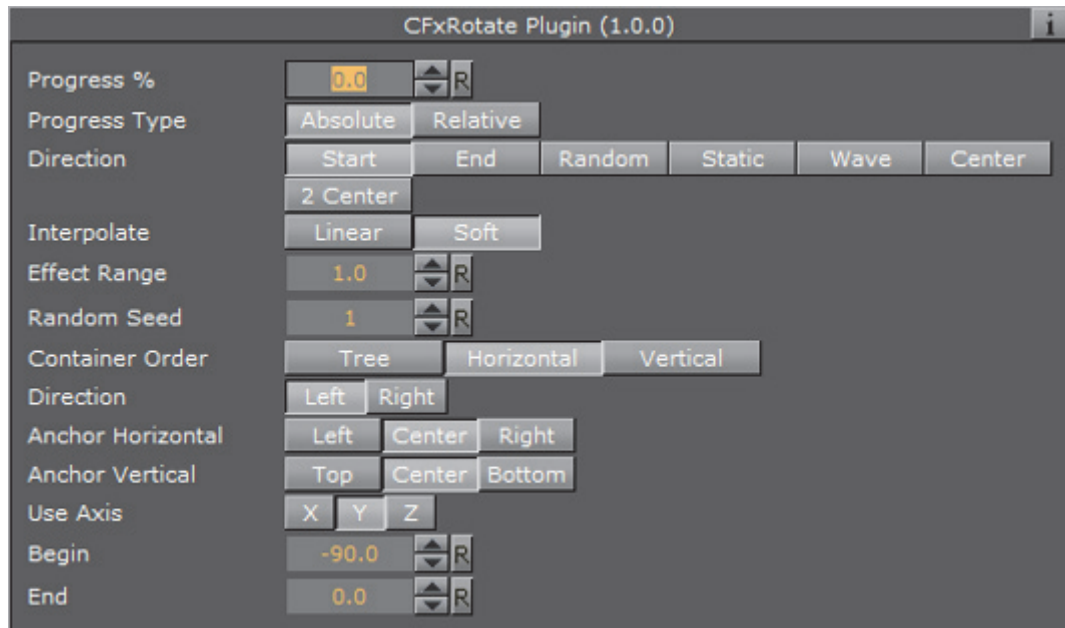 CFxRotate Plugin (1.0.0) i
Progress % 0.0 R
Progress Type Absolute Relative
Direction Start End Random Static Wave Center
2 Center
Interpolate Linear Soft
Effect Range 1.0 R
Random Seed 1 R
Container Order Tree Horizontal Vertical
Direction Left Right
Anchor Horizontal Left Center Right
Anchor Vertical Top Center Bottom
Use Axis X Y Z
Begin -90.0 R
End 0.0 R